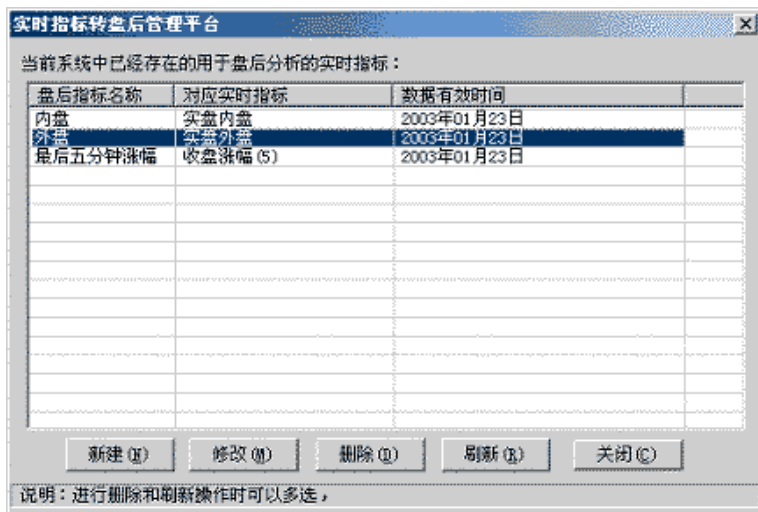 实时指标转盘后管理平台
当前系统中已经存在的用于盘后分析的实时指标：
盘后指标名称 对应实时指标 数据有效时间
内盘 实盘内盘 2003年01月23日
外盘 实盘外盘 2003年01月23日
最后五分钟涨幅 收盘涨幅(5) 2003年01月23日
新建(N) 修改(M) 删除(D) 刷新(R) 关闭(C)
说明：进行删除和刷新操作时可以多选，